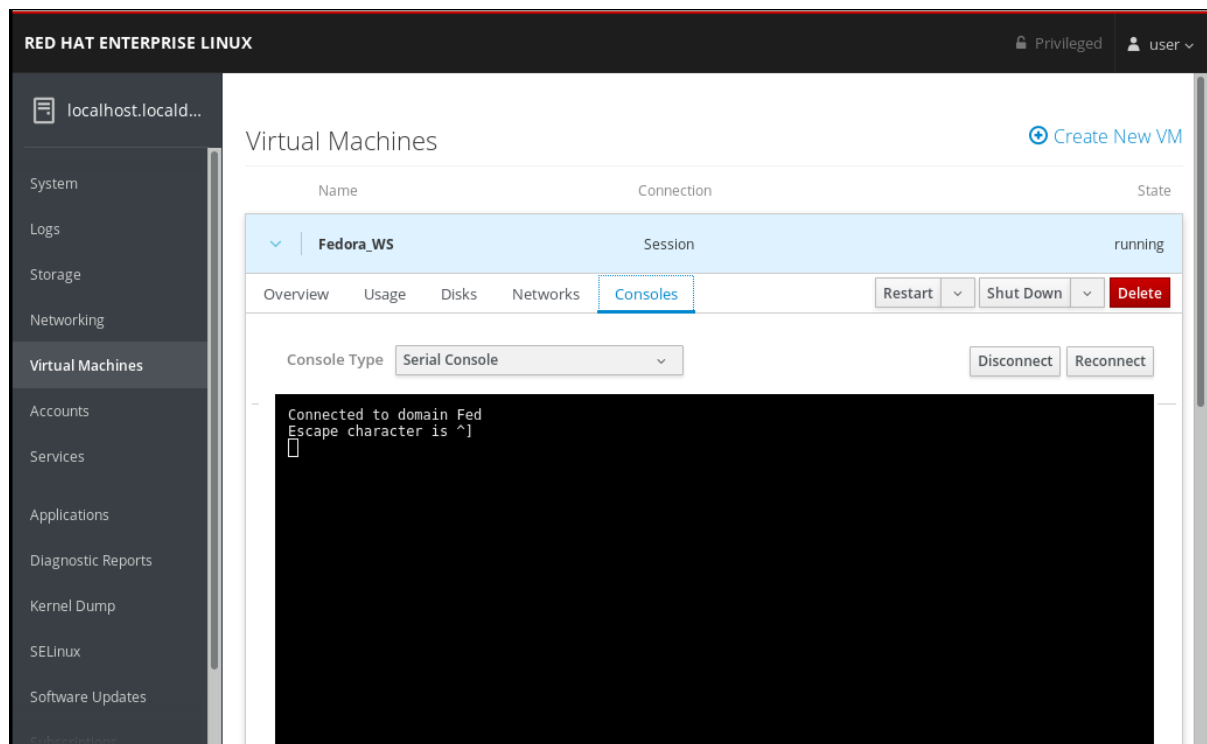 RED HAT ENTERPRISE LINUX
Privileged
user
localhost.locald...
System
Logs
Storage
Networking
Virtual Machines
Accounts
Services
Applications
Diagnostic Reports
Kernel Dump
SELinux
Software Updates
Subscriptions
Virtual Machines
Create New VM
Name Connection State
Fedora_WS Session running
Overview Usage Disks Networks Consoles Restart Shut Down Delete
Console Type Serial Console Disconnect Reconnect
Connected to domain Fed
Escape character is ^]